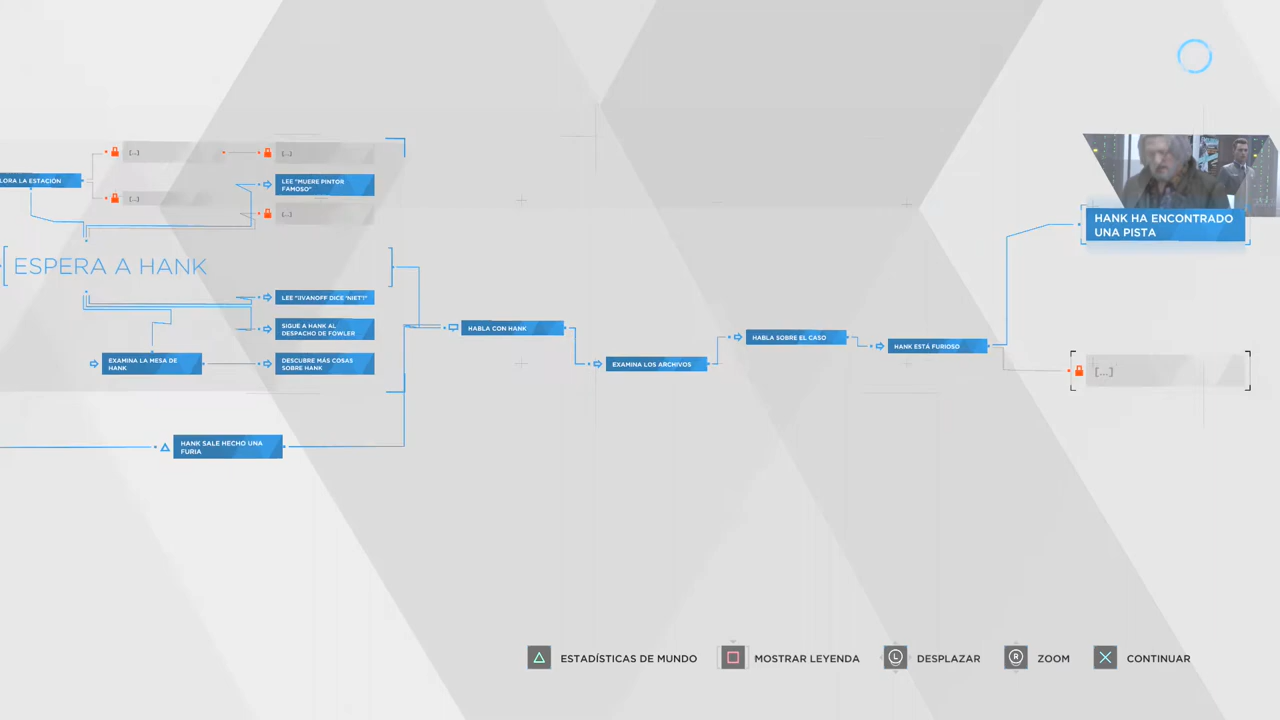 [...]
[...]
LORA LA ESTACIÓN
LEE "MUERE PINTOR
FAMOSO"
[...]
[...]
HANK HA ENCONTRADO
UNA PISTA
ESPERA A HANK
LEE "¡IVANOFF DICE 'NIET'!"
SIGUE A HANK AL
DESPACHO DE FOWLER
HABLA CON HANK
HABLA SOBRE EL CASO
HANK ESTÁ FURIOSO
EXAMINA LA MESA DE
HANK
DESCUBRE MÁS COSAS
SOBRE HANK
EXAMINA LOS ARCHIVOS
[...]
HANK SALE HECHO UNA
FURIA
ESTADÍSTICAS DE MUNDO
MOSTRAR LEYENDA
L
DESPLAZAR
R
ZOOM
CONTINUAR